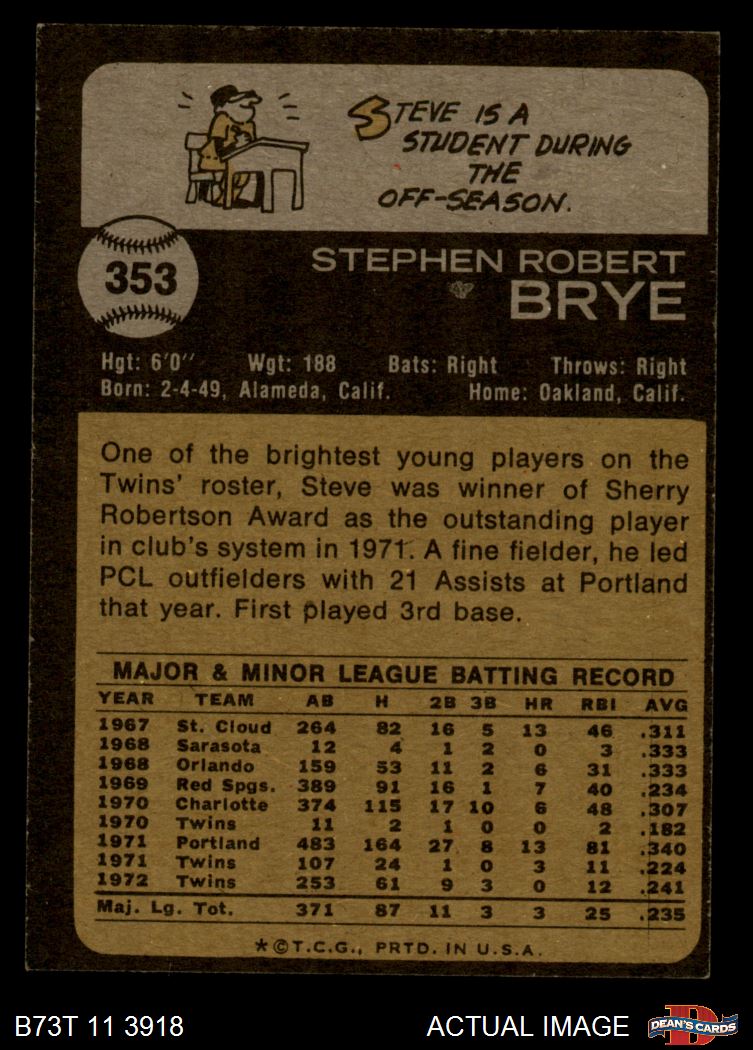 STEVE IS A
STUDENT DURING
THE
OFF-SEASON.
353
STEPHEN ROBERT
BRYE
Hgt: 6'0" Wgt: 188 Bats: Right Throws: Right
Born: 2-4-49, Alameda, Calif. Home: Oakland, Calif.
One of the brightest young players on the
Twins' roster, Steve was winner of Sherry
Robertson Award as the outstanding player
in club's system in 1971. A fine fielder, he led
PCL outfielders with 21 Assists at Portland
that year. First played 3rd base.
MAJOR & MINOR LEAGUE BATTING RECORD
YEAR TEAM AB H 2B 3B HR RBI AVG
1967 St. Cloud 264 82 16 5 13 46 .311
1968 Sarasota 12 4 1 2 0 3 .333
1968 Orlando 159 53 11 2 6 31 .333
1969 Red Spgs. 389 91 16 1 7 40 .234
1970 Charlotte 374 115 17 10 6 48 .307
1970 Twins 11 2 1 0 0 2 .182
1971 Portland 483 164 27 8 13 81 .340
1971 Twins 107 24 1 0 3 11 .224
1972 Twins 253 61 9 3 0 12 .241
Maj. Lg. Tot. 371 87 11 3 3 25 .235
*©T.C.G., PRTD. IN U.S.A.
B73T 11 3918 ACTUAL IMAGE D DEAN'S CARDS